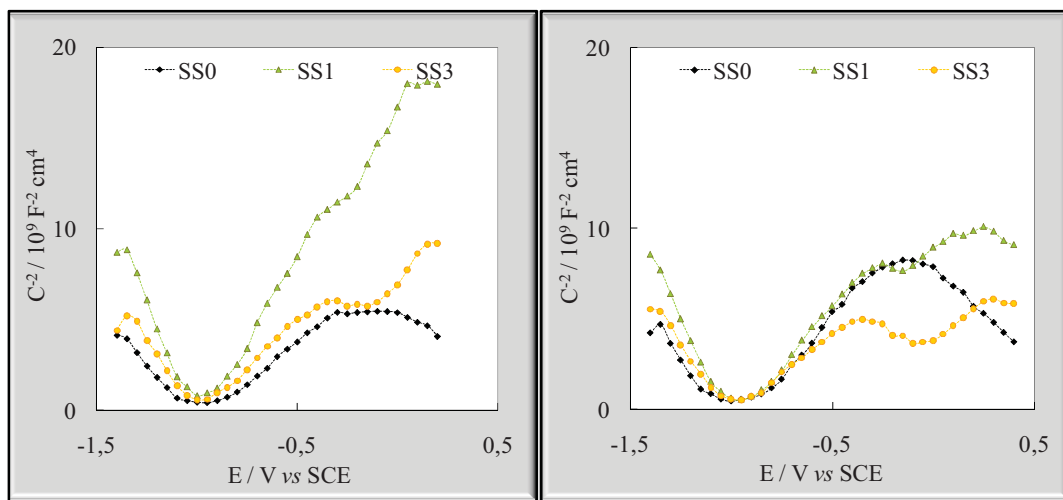 20
SS0 SS1 SS3
10
0
-1,5 -0,5 0,5
C-2 / 10⁹ F-2 cm⁴
E / V vs SCE
20
SS0 SS1 SS3
10
0
-1,5 -0,5 0,5
C-2 / 10⁹ F-2 cm⁴
E / V vs SCE